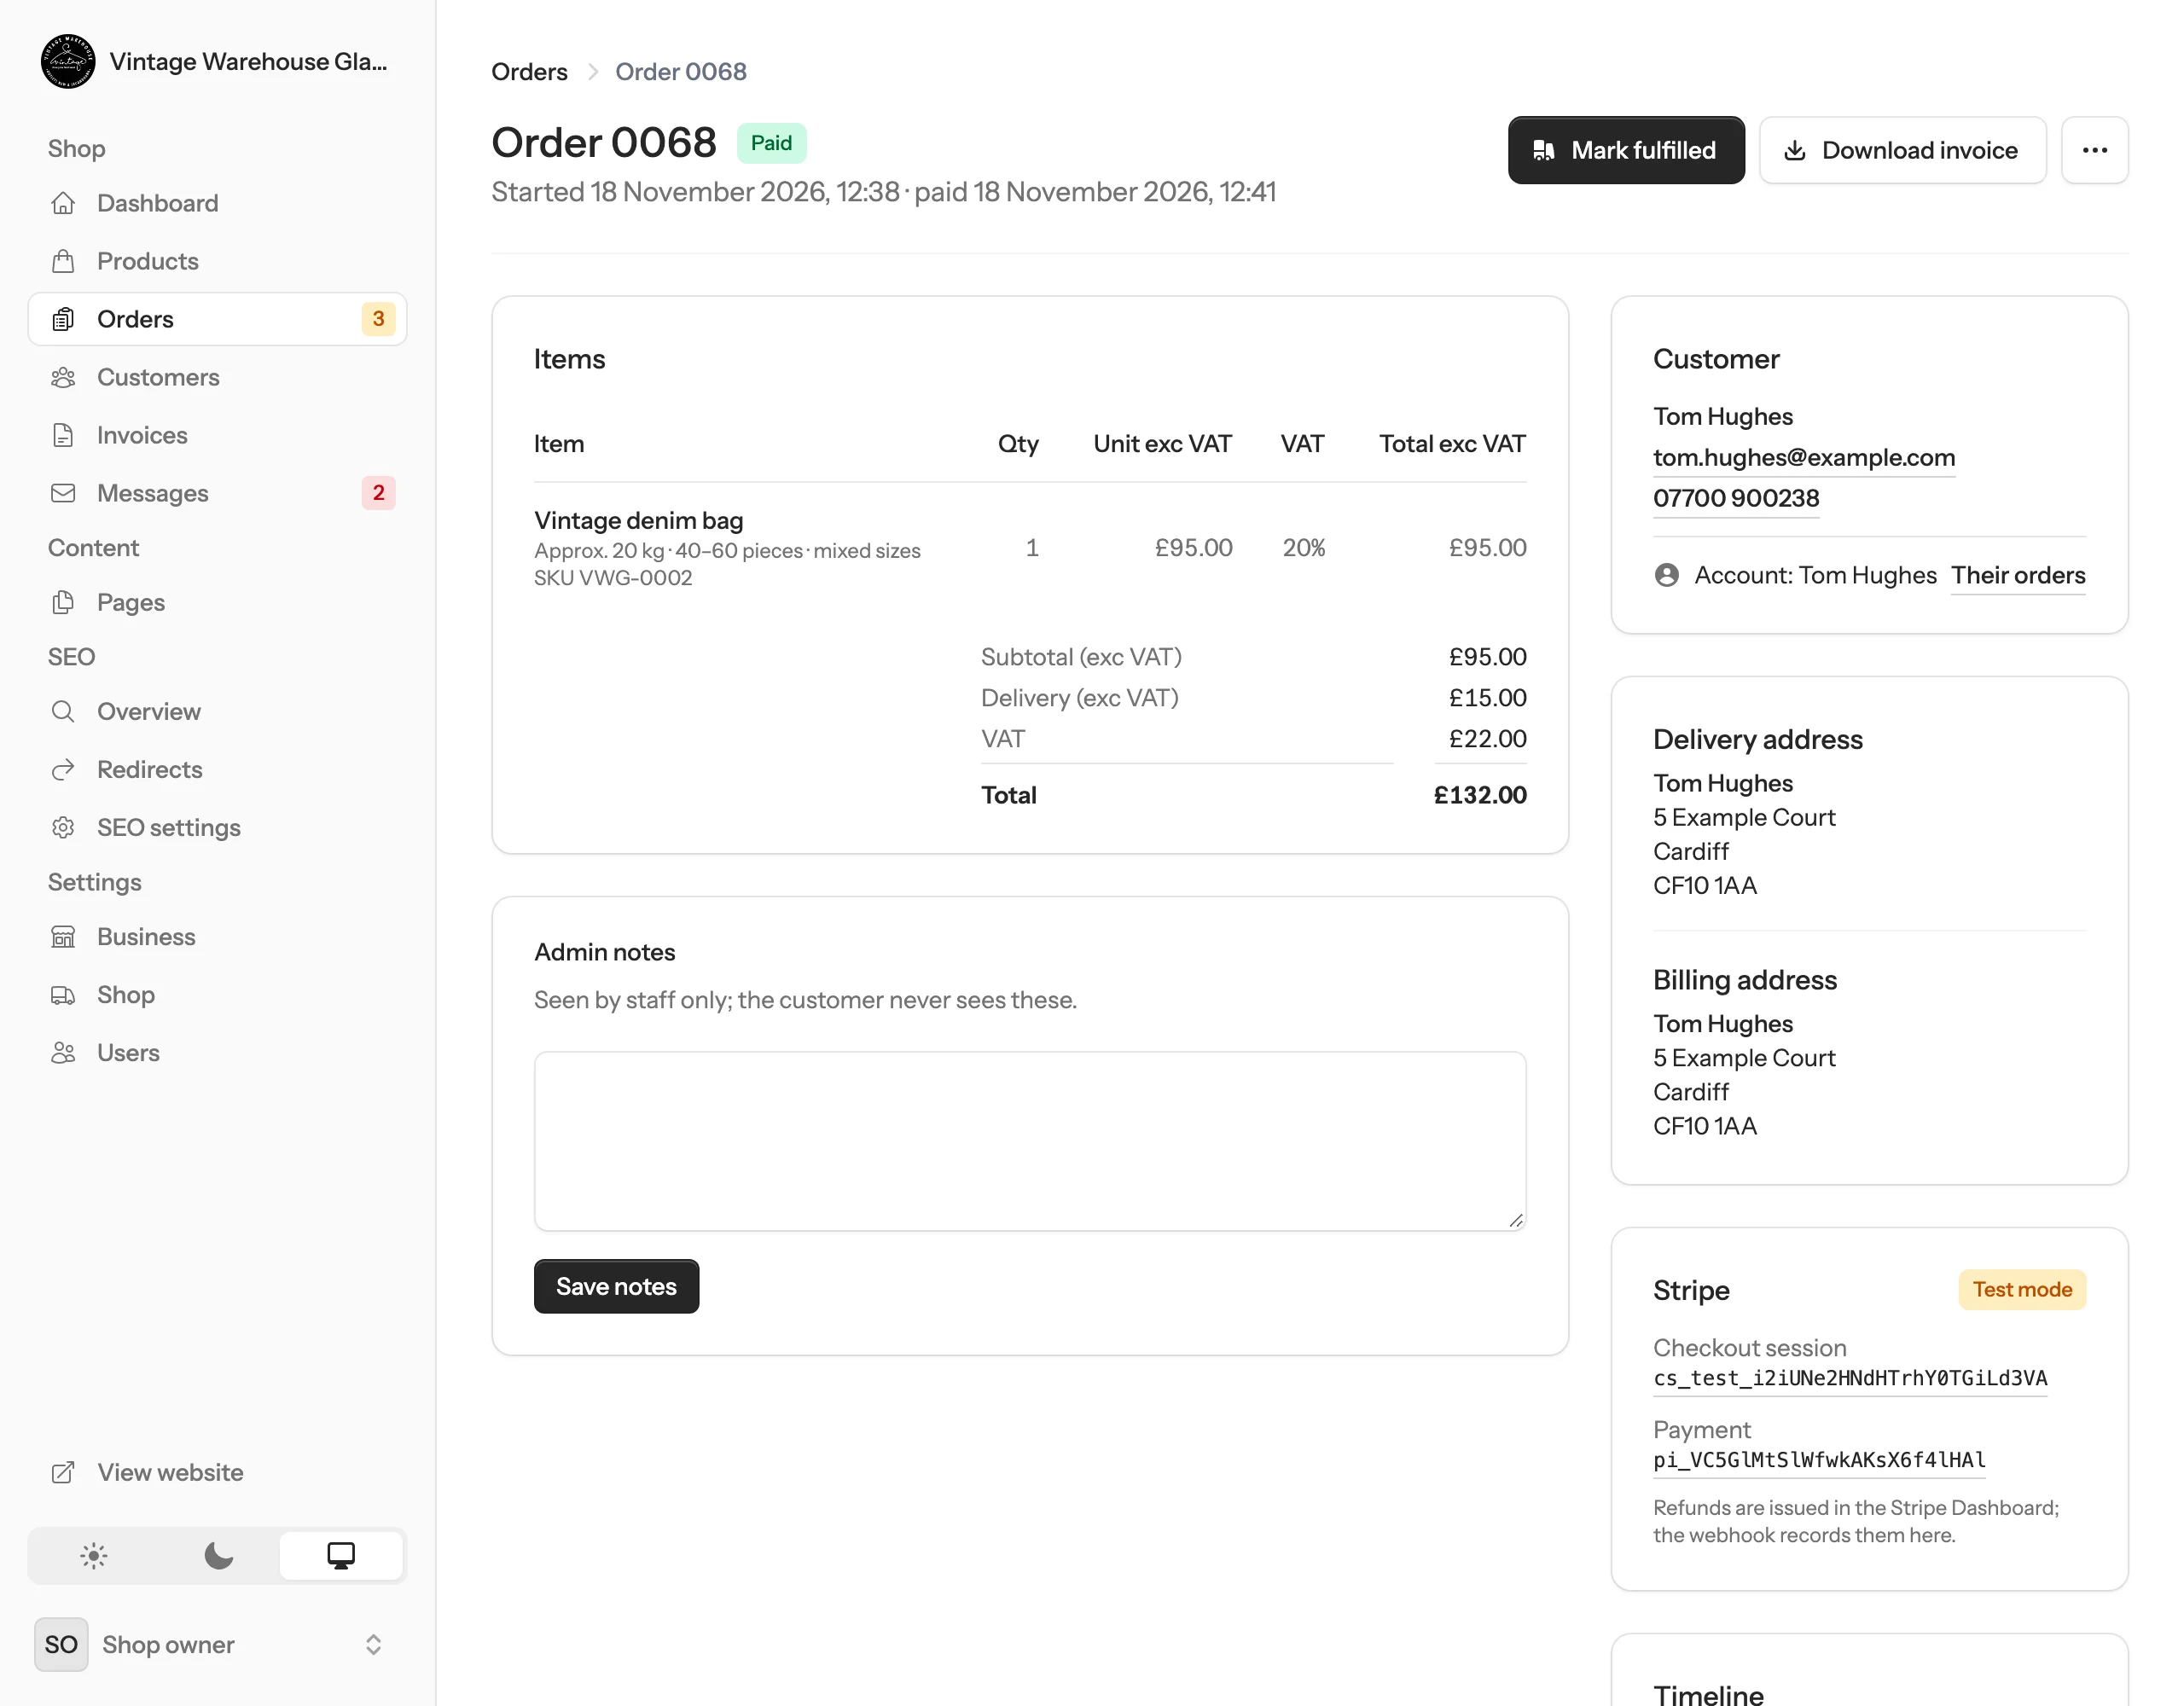 Vintage Warehouse Gla...
Shop
Dashboard
Products
Orders 3
Customers
Invoices
Messages 2
Content
Pages
SEO
Overview
Redirects
SEO settings
Settings
Business
Shop
Users
View website
SO Shop owner
Orders Order 0068
Order 0068 Paid
Started 18 November 2026, 12:38 · paid 18 November 2026, 12:41
Mark fulfilled
Download invoice
Items
Item Qty Unit exc VAT VAT Total exc VAT
Vintage denim bag
Approx. 20 kg · 40–60 pieces · mixed sizes
SKU VWG-0002
1 £95.00 20% £95.00
Subtotal (exc VAT) £95.00
Delivery (exc VAT) £15.00
VAT £22.00
Total £132.00
Admin notes
Seen by staff only; the customer never sees these.
Save notes
Customer
Tom Hughes
tom.hughes@example.com
07700 900238
Account: Tom Hughes Their orders
Delivery address
Tom Hughes
5 Example Court
Cardiff
CF10 1AA
Billing address
Tom Hughes
5 Example Court
Cardiff
CF10 1AA
Stripe Test mode
Checkout session
cs_test_i2iUNe2HNdHTrhY0TGiLd3VA
Payment
pi_VC5GlMtSlWfwkAKsX6f4lHAl
Refunds are issued in the Stripe Dashboard;
the webhook records them here.
Timeline